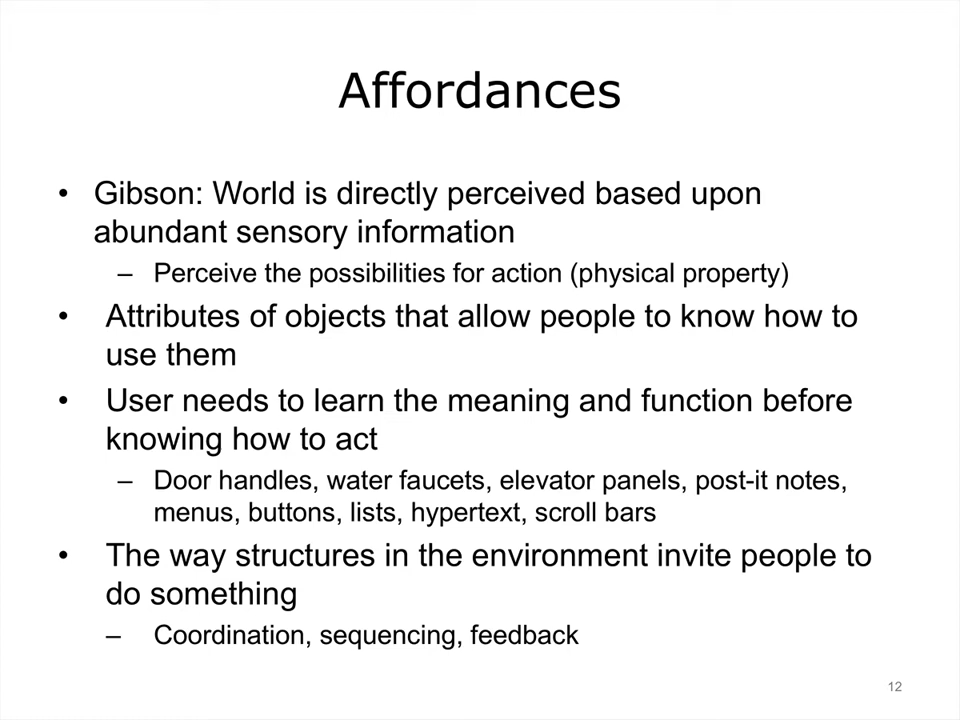 Affordances
• Gibson: World is directly perceived based upon
abundant sensory information
– Perceive the possibilities for action (physical property)
• Attributes of objects that allow people to know how to
use them
• User needs to learn the meaning and function before
knowing how to act
– Door handles, water faucets, elevator panels, post-it notes,
menus, buttons, lists, hypertext, scroll bars
• The way structures in the environment invite people to
do something
– Coordination, sequencing, feedback
12